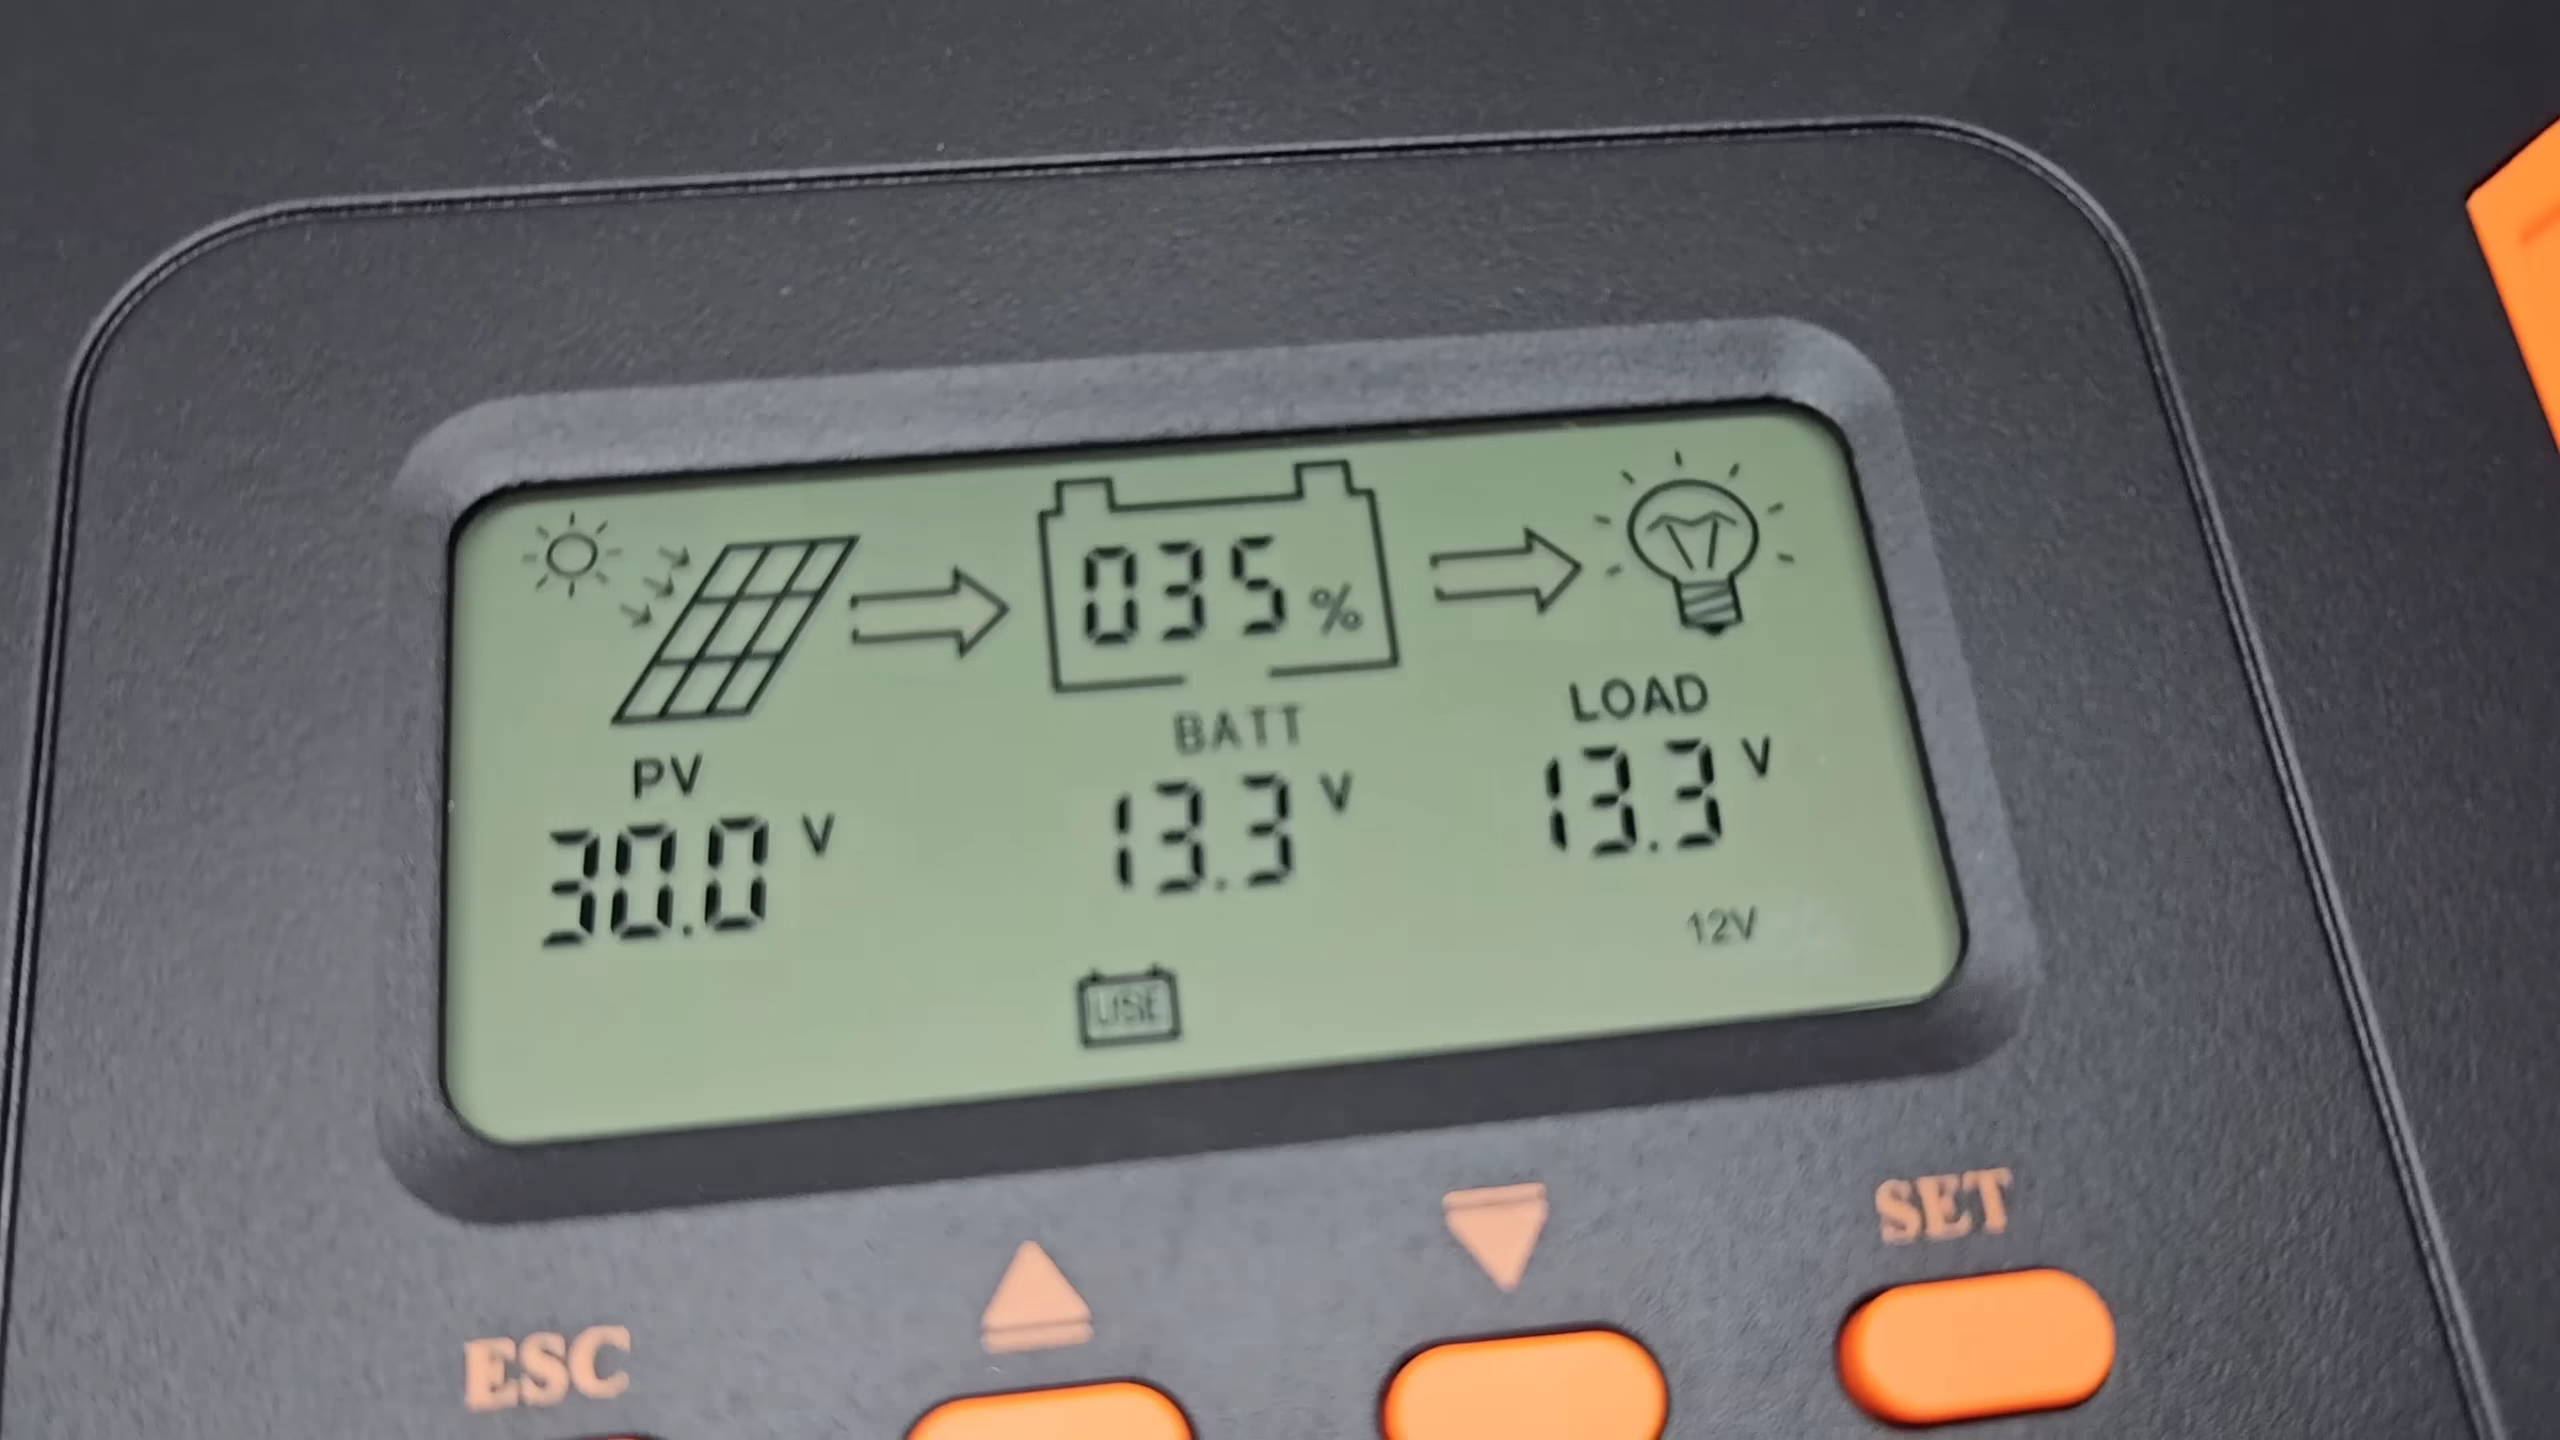 035 %
BATT
LOAD
PV
30.0 V
13.3 V
13.3 V
12V
USE
ESC
SET